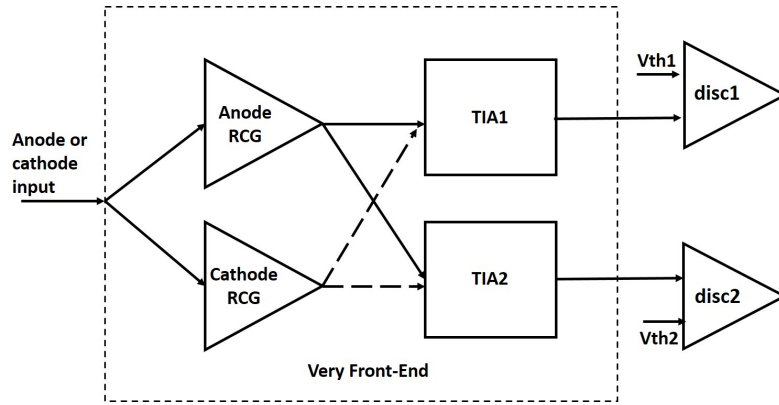 Anode or
cathode
input
Anode
RCG
Cathode
RCG
TIA1
TIA2
Vth1
disc1
disc2
Vth2
Very Front-End